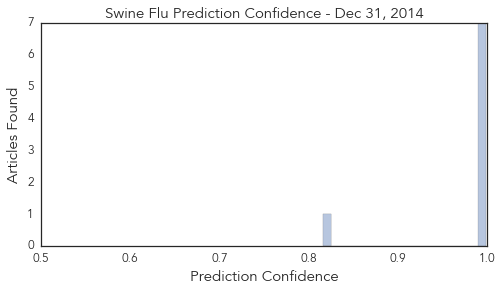 Swine Flu Prediction Confidence - Dec 31, 2014
7
6
5
4
3
2
1
0
Articles Found
0.5 0.6 0.7 0.8 0.9 1.0
Prediction Confidence